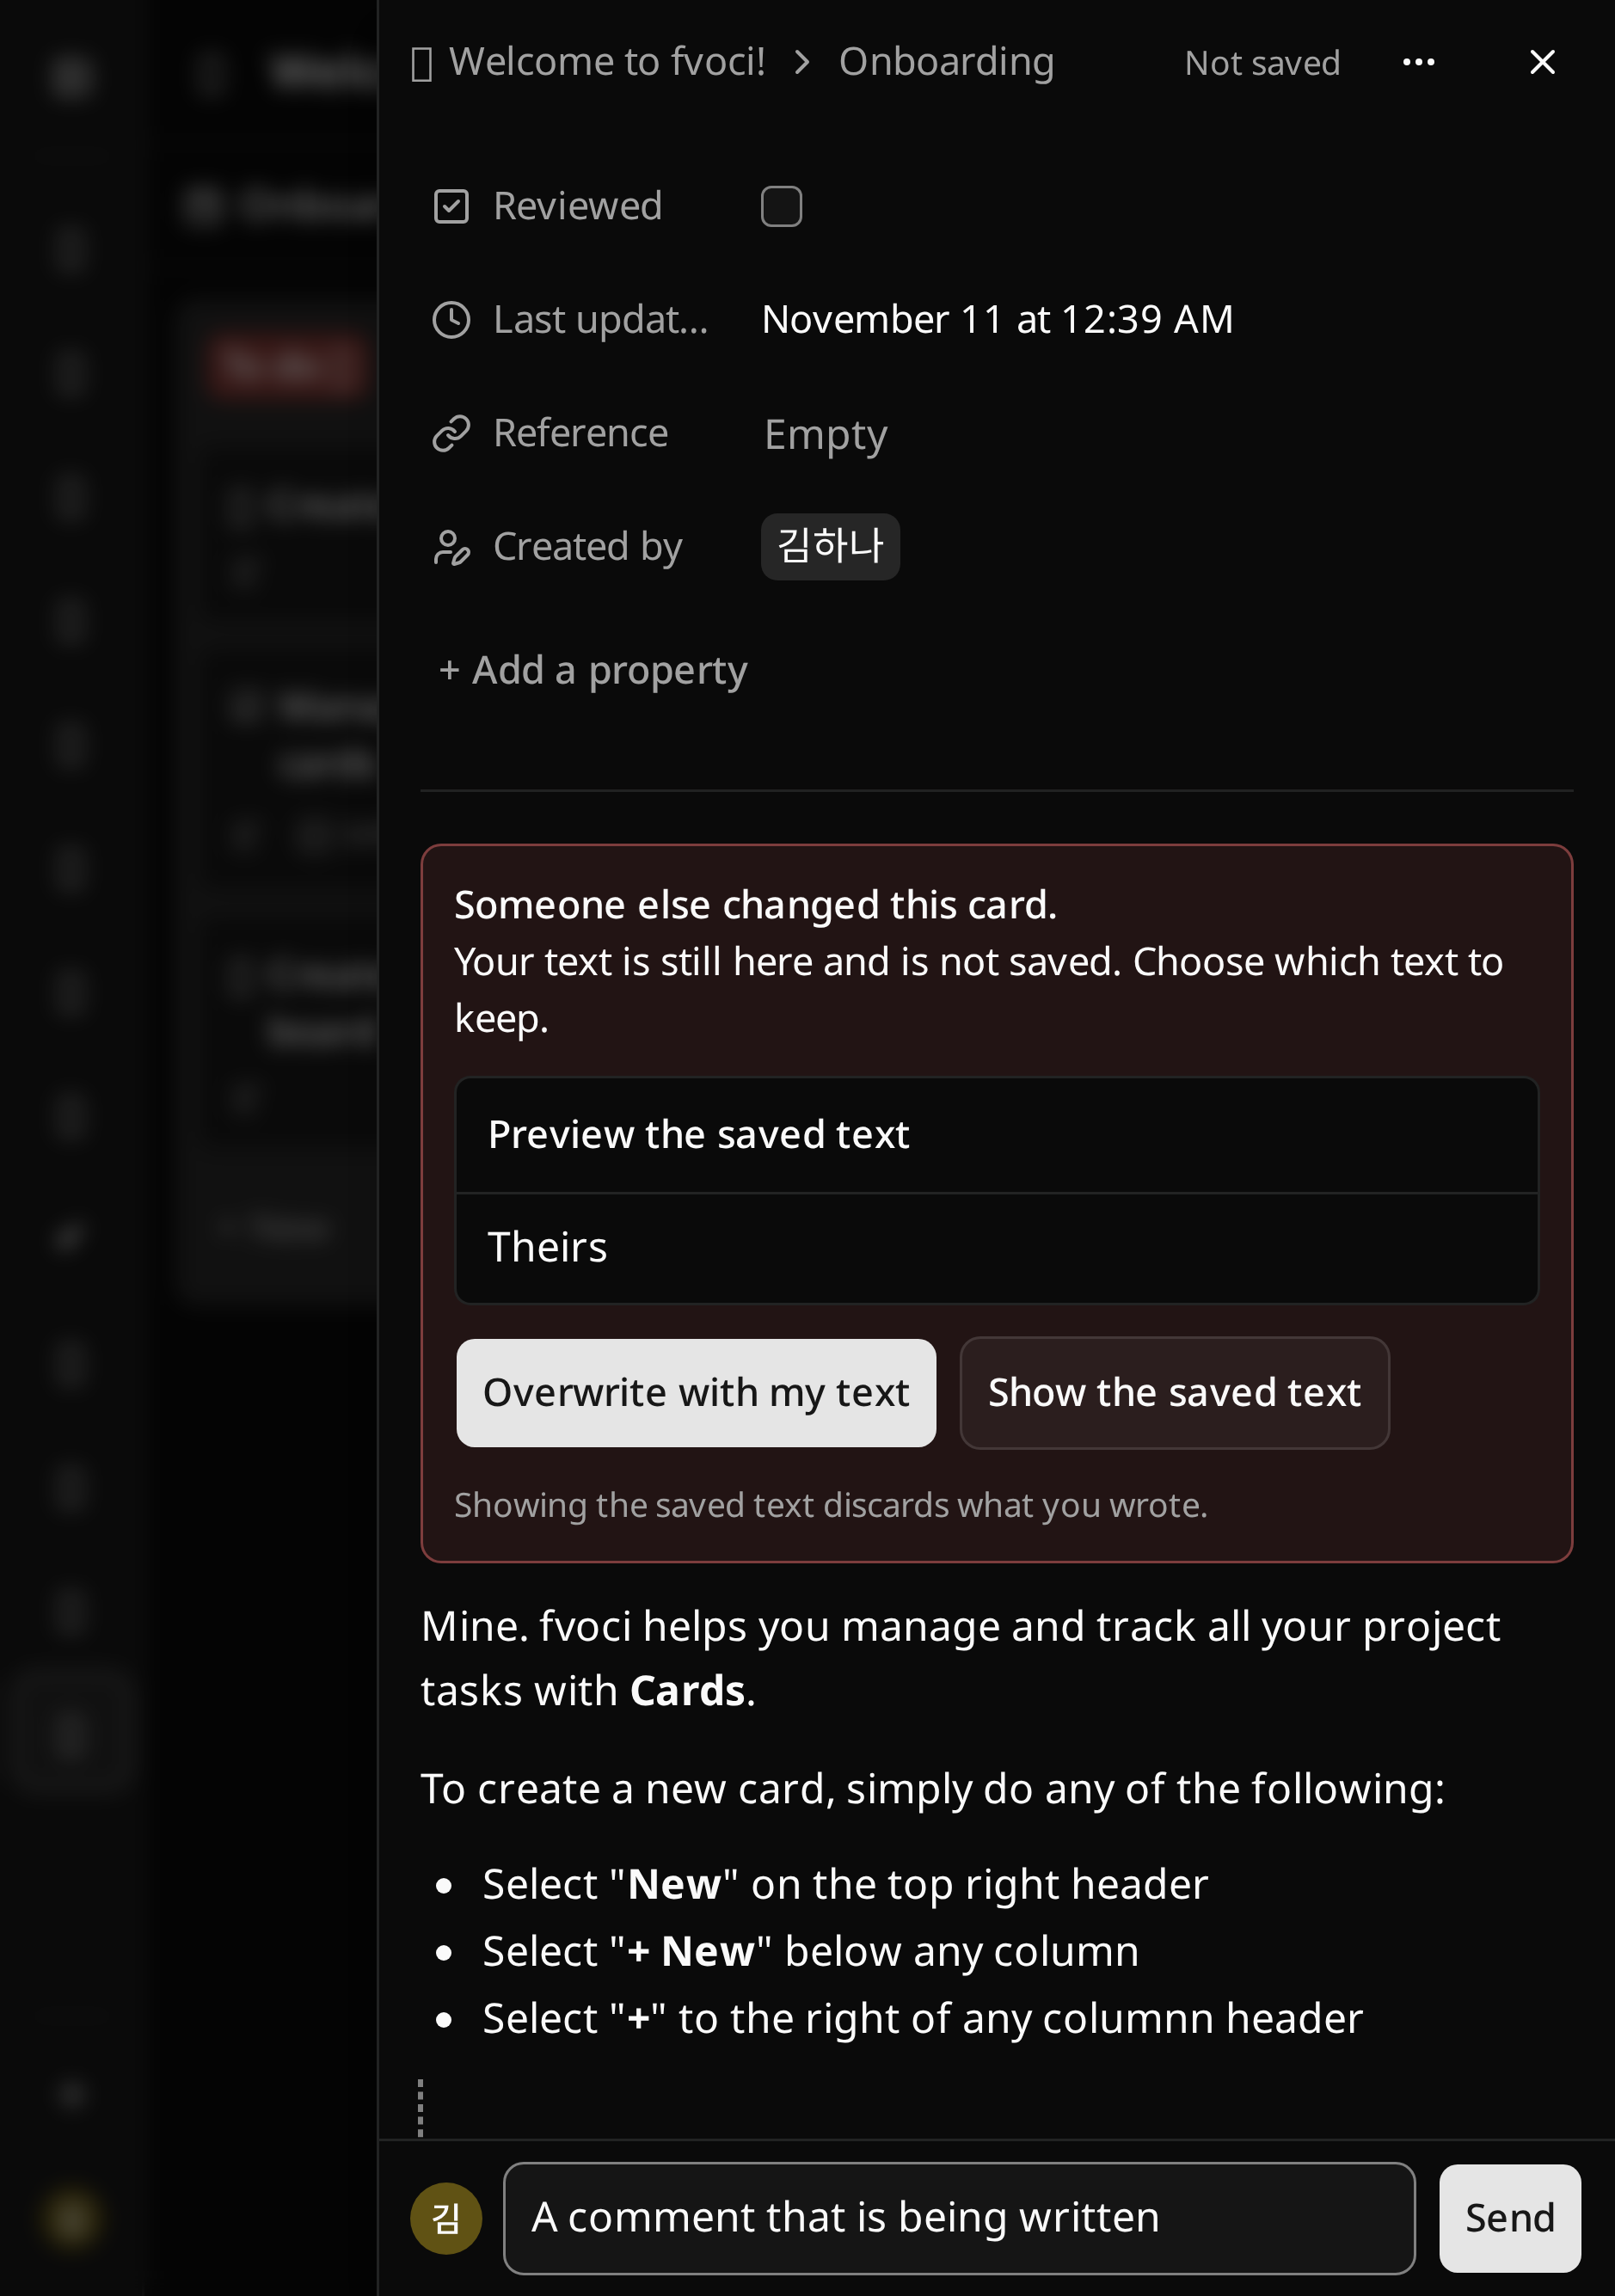 Welcome to fvoci! > Onboarding
Not saved
Reviewed
Last updat...
November 11 at 12:39 AM
Reference
Empty
Created by
김하나
+ Add a property
Someone else changed this card.
Your text is still here and is not saved. Choose which text to
keep.
Preview the saved text
Theirs
Overwrite with my text
Show the saved text
Showing the saved text discards what you wrote.
Mine. fvoci helps you manage and track all your project
tasks with Cards.
To create a new card, simply do any of the following:
• Select "New" on the top right header
• Select "+ New" below any column
• Select "+" to the right of any columnn header
김
A comment that is being written
Send